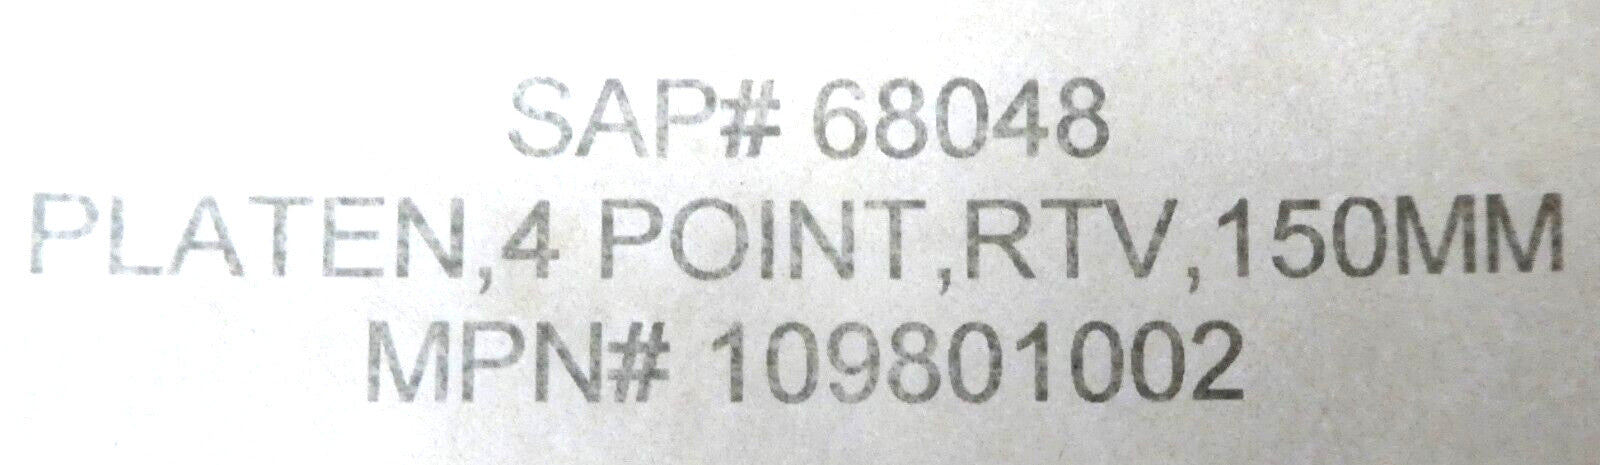 SAP# 68048
PLATEN,4 POINT,RTV,150MM
MPN# 109801002